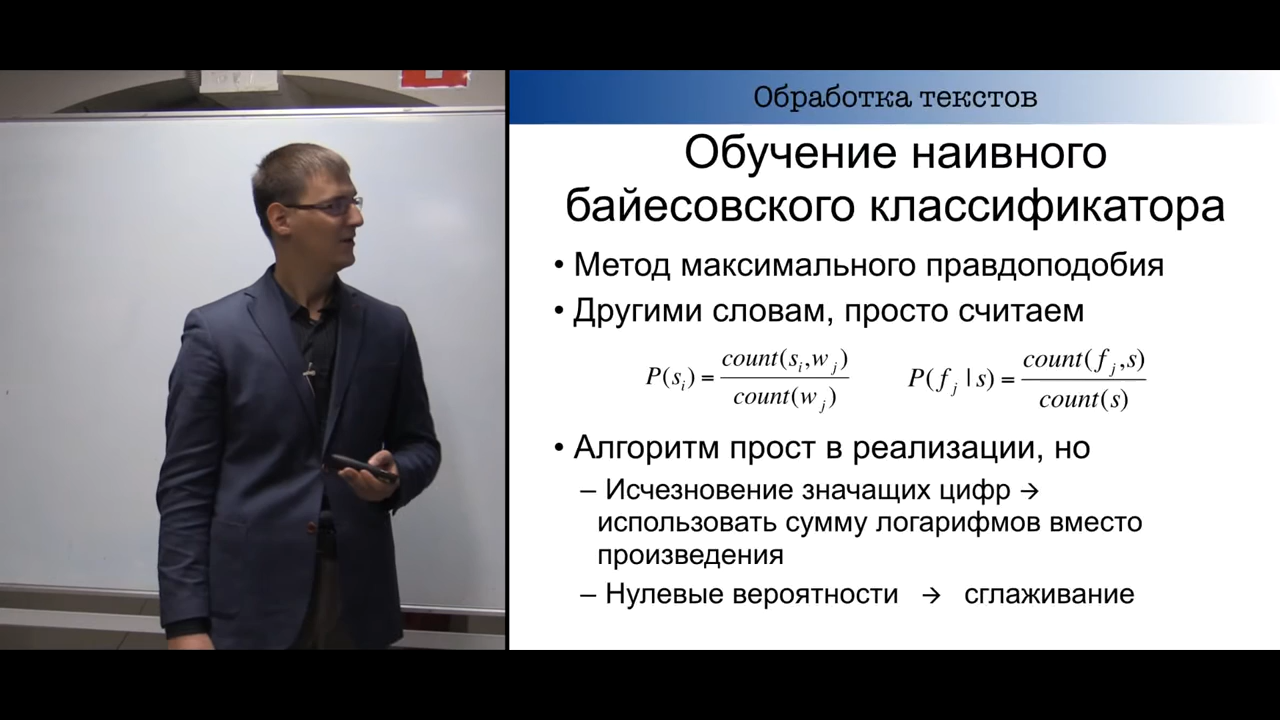 Обработка текстов
Обучение наивного
байесовского классификатора
• Метод максимального правдоподобия
• Другими словам, просто считаем
P(s_i) = count(s_i,w_j) / count(w_j) P(f_j | s) = count(f_j,s) / count(s)
• Алгоритм прост в реализации, но
– Исчезновение значащих цифр →
использовать сумму логарифмов вместо
произведения
– Нулевые вероятности → сглаживание